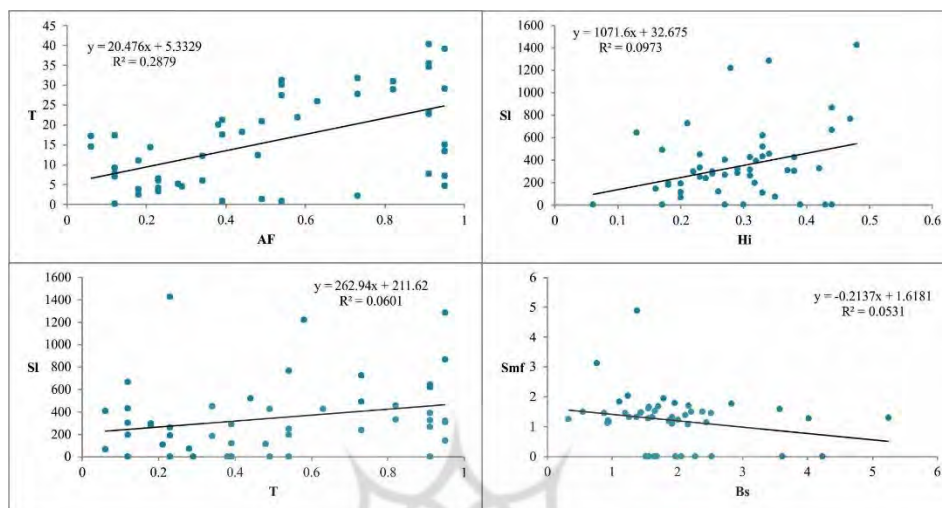 45
40
35
30
25
20
15
10
5
0
T
y = 20.476x + 5.3329
R² = 0.2879
0 0.2 0.4 0.6 0.8 1
AF
1600
1400
1200
1000
800
600
400
200
0
Sl
y = 1071.6x + 32.675
R² = 0.0973
0 0.1 0.2 0.3 0.4 0.5 0.6
Hi
1600
1400
1200
1000
800
600
400
200
0
Sl
y = 262.94x + 211.62
R² = 0.0601
0 0.2 0.4 0.6 0.8 1
T
6
5
4
3
2
1
0
Smf
y = -0.2137x + 1.6181
R² = 0.0531
0 1 2 3 4 5 6
Bs